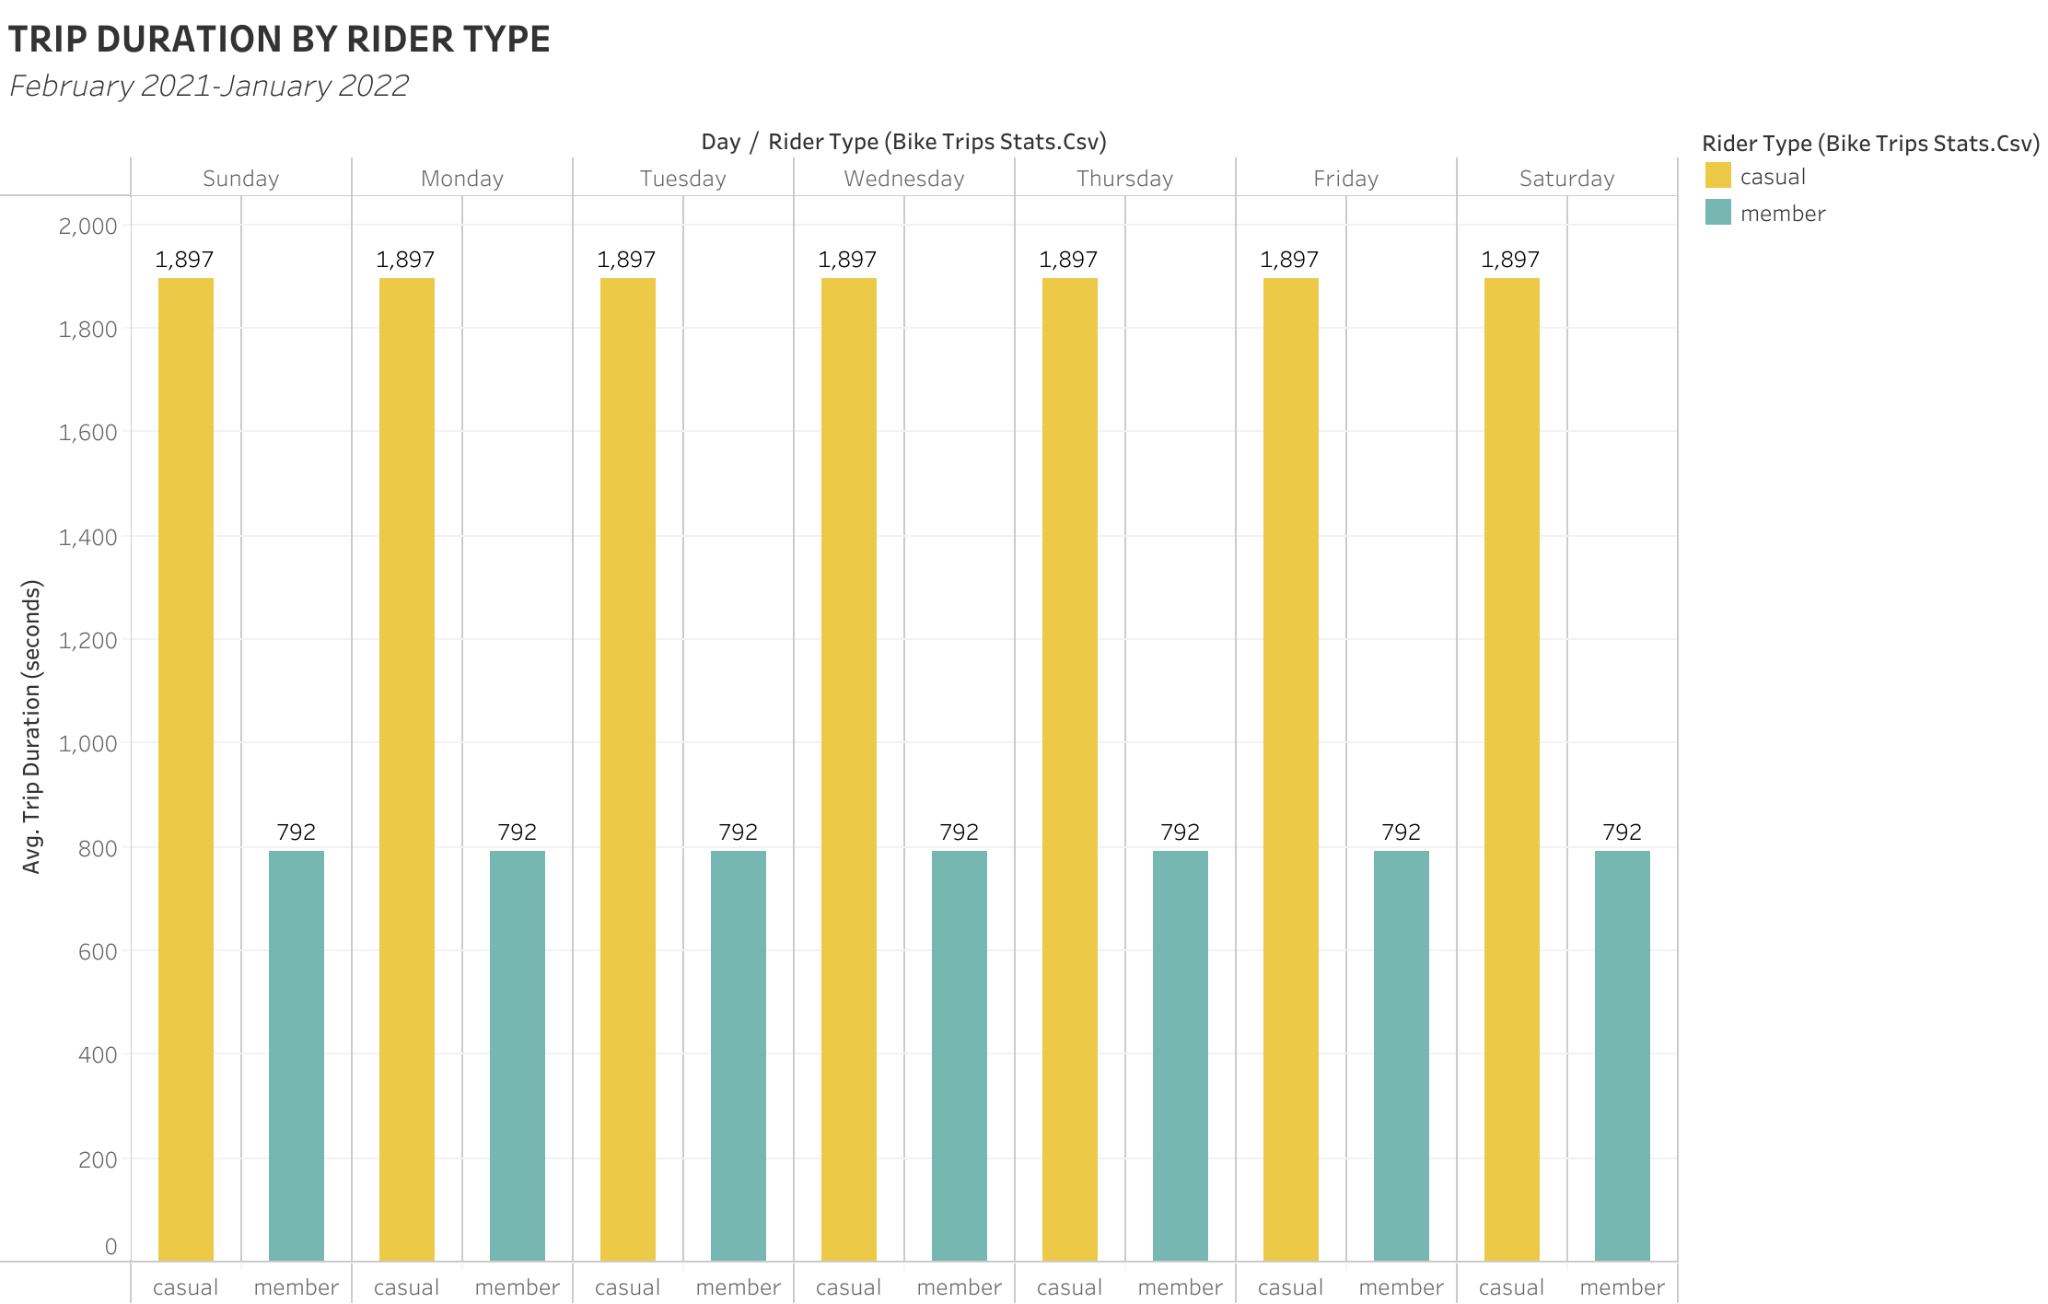 TRIP DURATION BY RIDER TYPE
February 2021-January 2022
Day / Rider Type (Bike Trips Stats.Csv)
Rider Type (Bike Trips Stats.Csv)
casual
member
Sunday Monday Tuesday Wednesday Thursday Friday Saturday
Avg. Trip Duration (seconds)
2,000
1,897 1,897 1,897 1,897 1,897 1,897 1,897
1,800
1,600
1,400
1,200
1,000
792 792 792 792 792 792 792
800
600
400
200
0
casual member casual member casual member casual member casual member casual member casual member